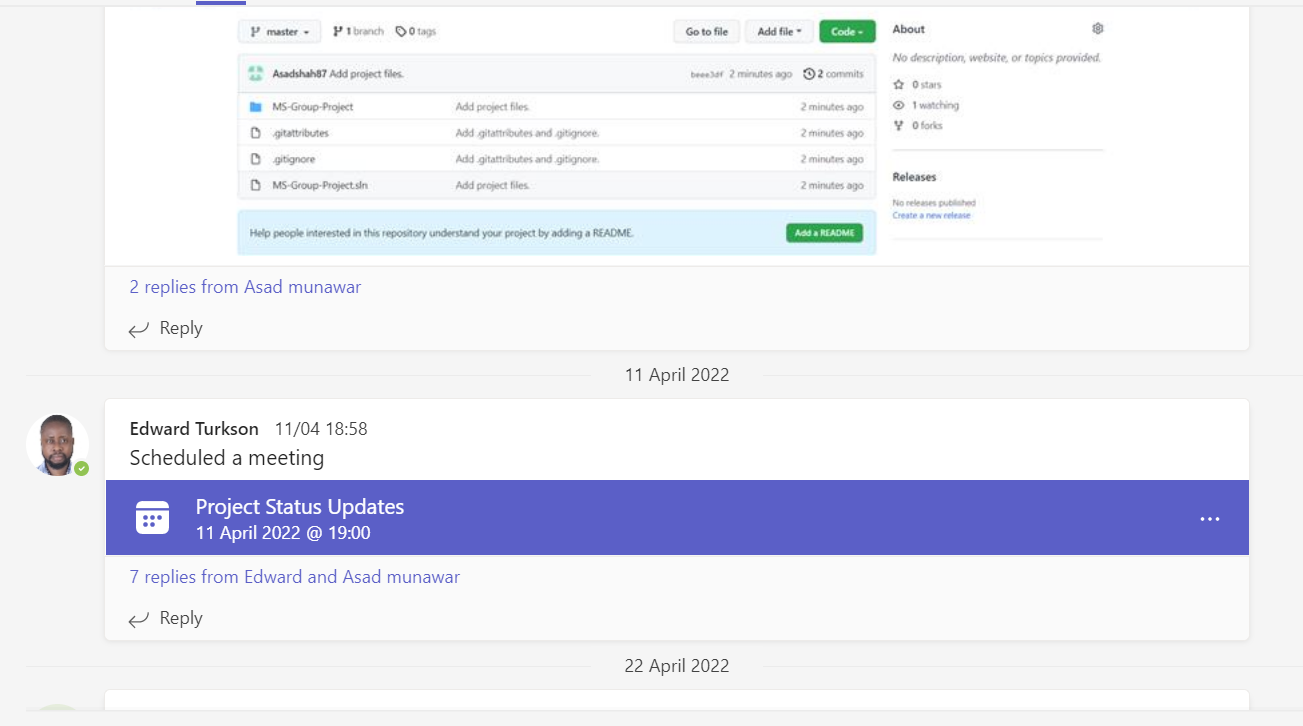 master 1 branch 0 tags Go to file Add file Code About
No description, website, or topics provided.
Asadshah87 Add project files. beee3df 2 minutes ago 2 commits
0 stars
MS-Group-Project Add project files. 2 minutes ago
1 watching
.gitattributes Add .gitattributes and .gitignore. 2 minutes ago
0 forks
.gitignore Add .gitattributes and .gitignore. 2 minutes ago
MS-Group-Project.sln Add project files. 2 minutes ago
Releases
No releases published
Create a new release
Help people interested in this repository understand your project by adding a README. Add a README
2 replies from Asad munawar
Reply
11 April 2022
Edward Turkson 11/04 18:58
Scheduled a meeting
Project Status Updates
11 April 2022 @ 19:00
7 replies from Edward and Asad munawar
Reply
22 April 2022